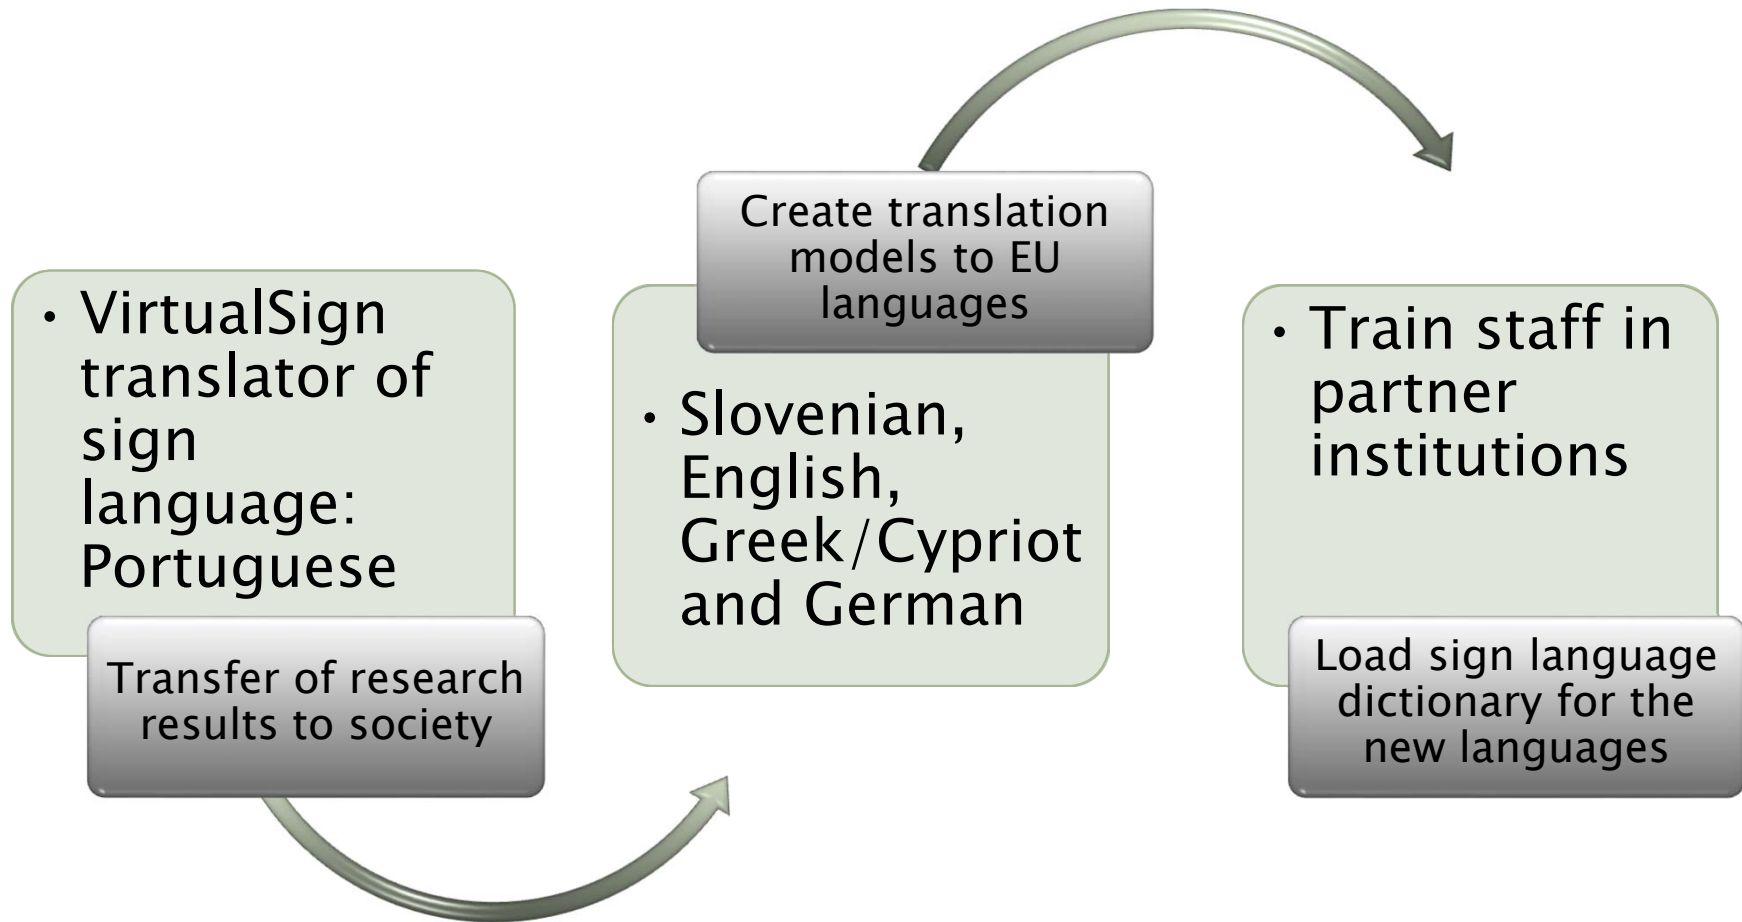 • VirtualSign
translator of
sign
language:
Portuguese
Transfer of research
results to society
Create translation
models to EU
languages
• Slovenian,
English,
Greek/Cypriot
and German
• Train staff in
partner
institutions
Load sign language
dictionary for the
new languages